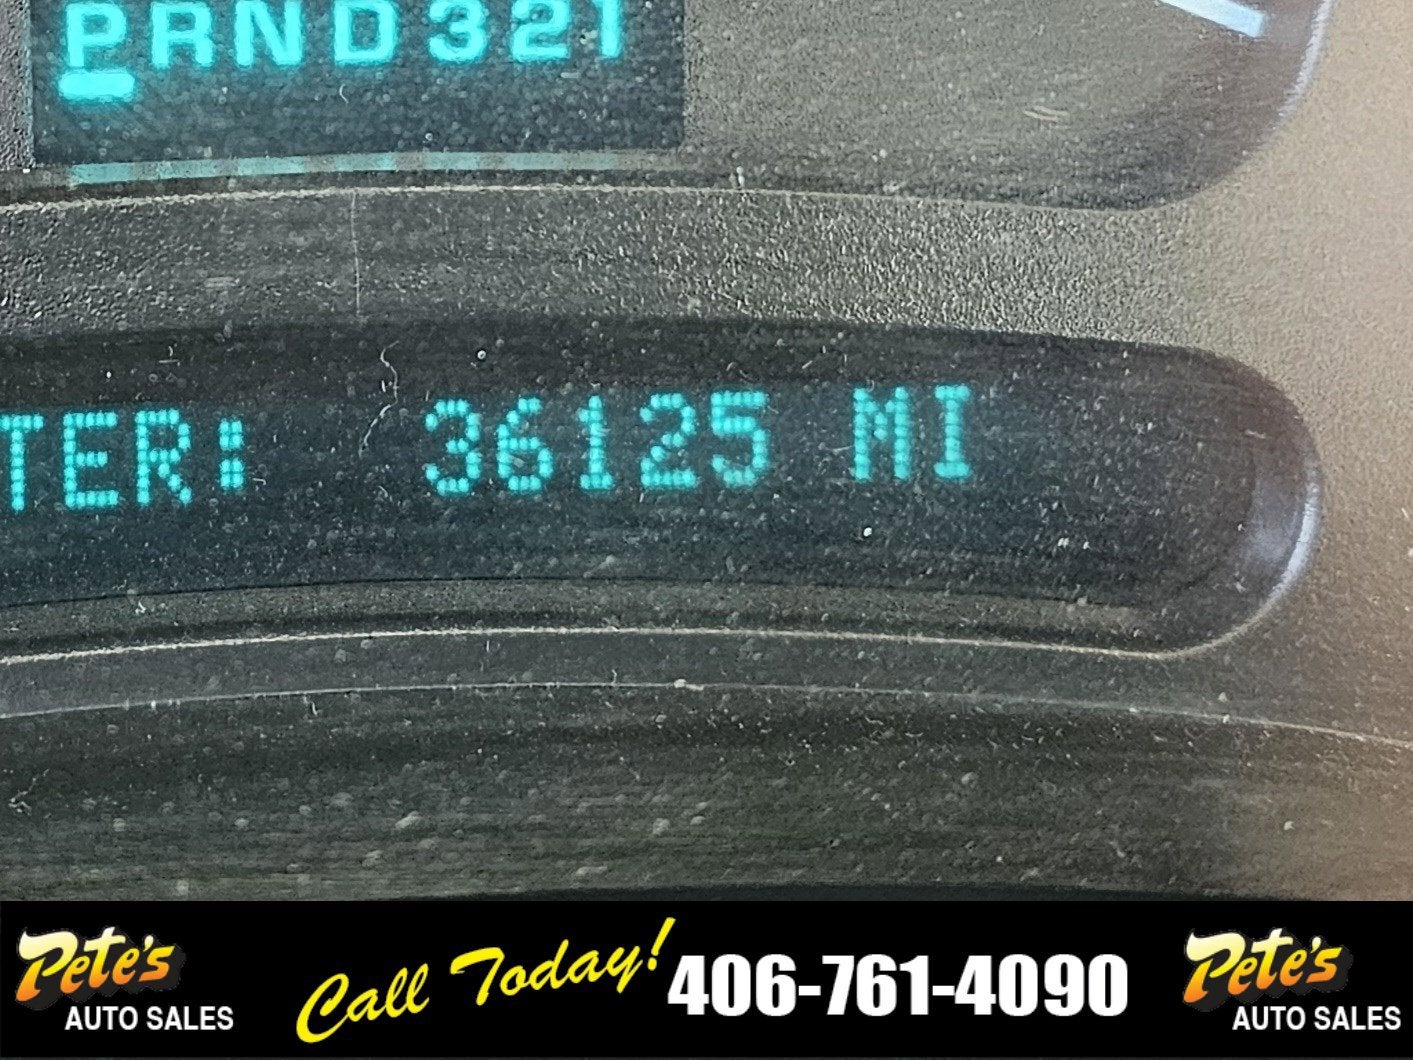 PRND321
TER: 36125 MI
Pete's
AUTO SALES
Call Today!
406-761-4090
Pete's
AUTO SALES